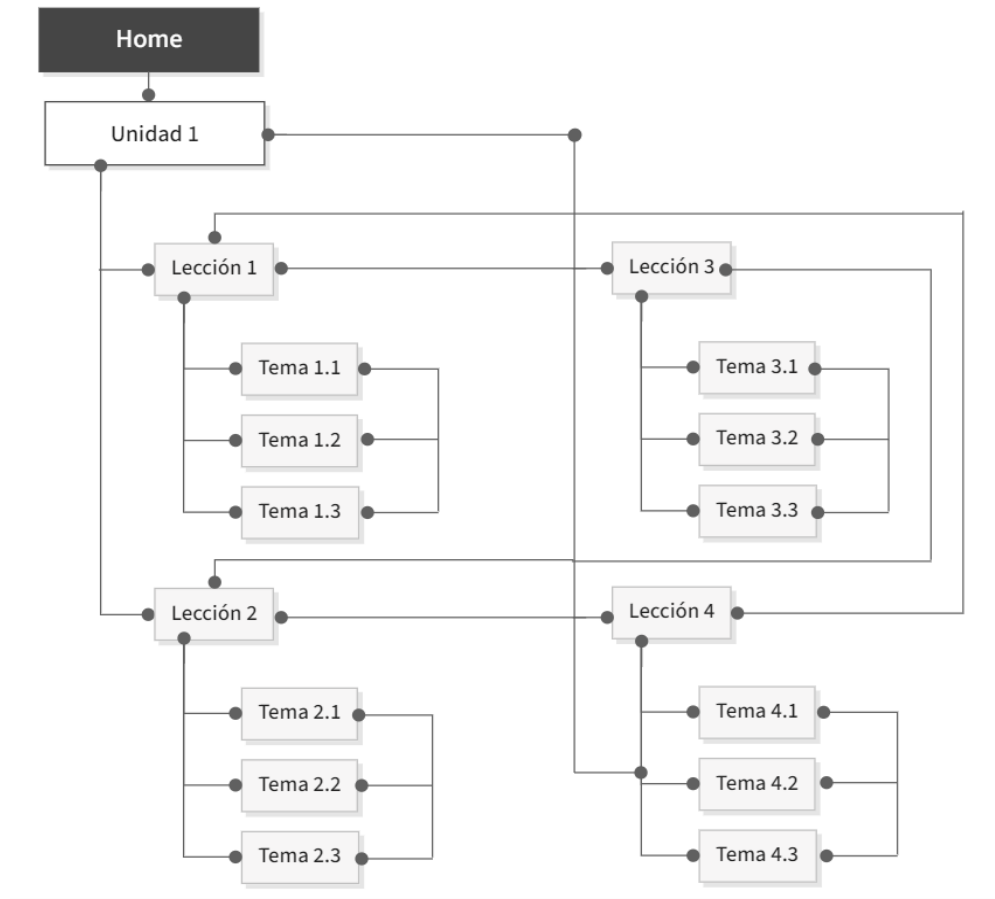 Home
Unidad 1
Lección 1
Tema 1.1
Tema 1.2
Tema 1.3
Lección 2
Tema 2.1
Tema 2.2
Tema 2.3
Lección 3
Tema 3.1
Tema 3.2
Tema 3.3
Lección 4
Tema 4.1
Tema 4.2
Tema 4.3